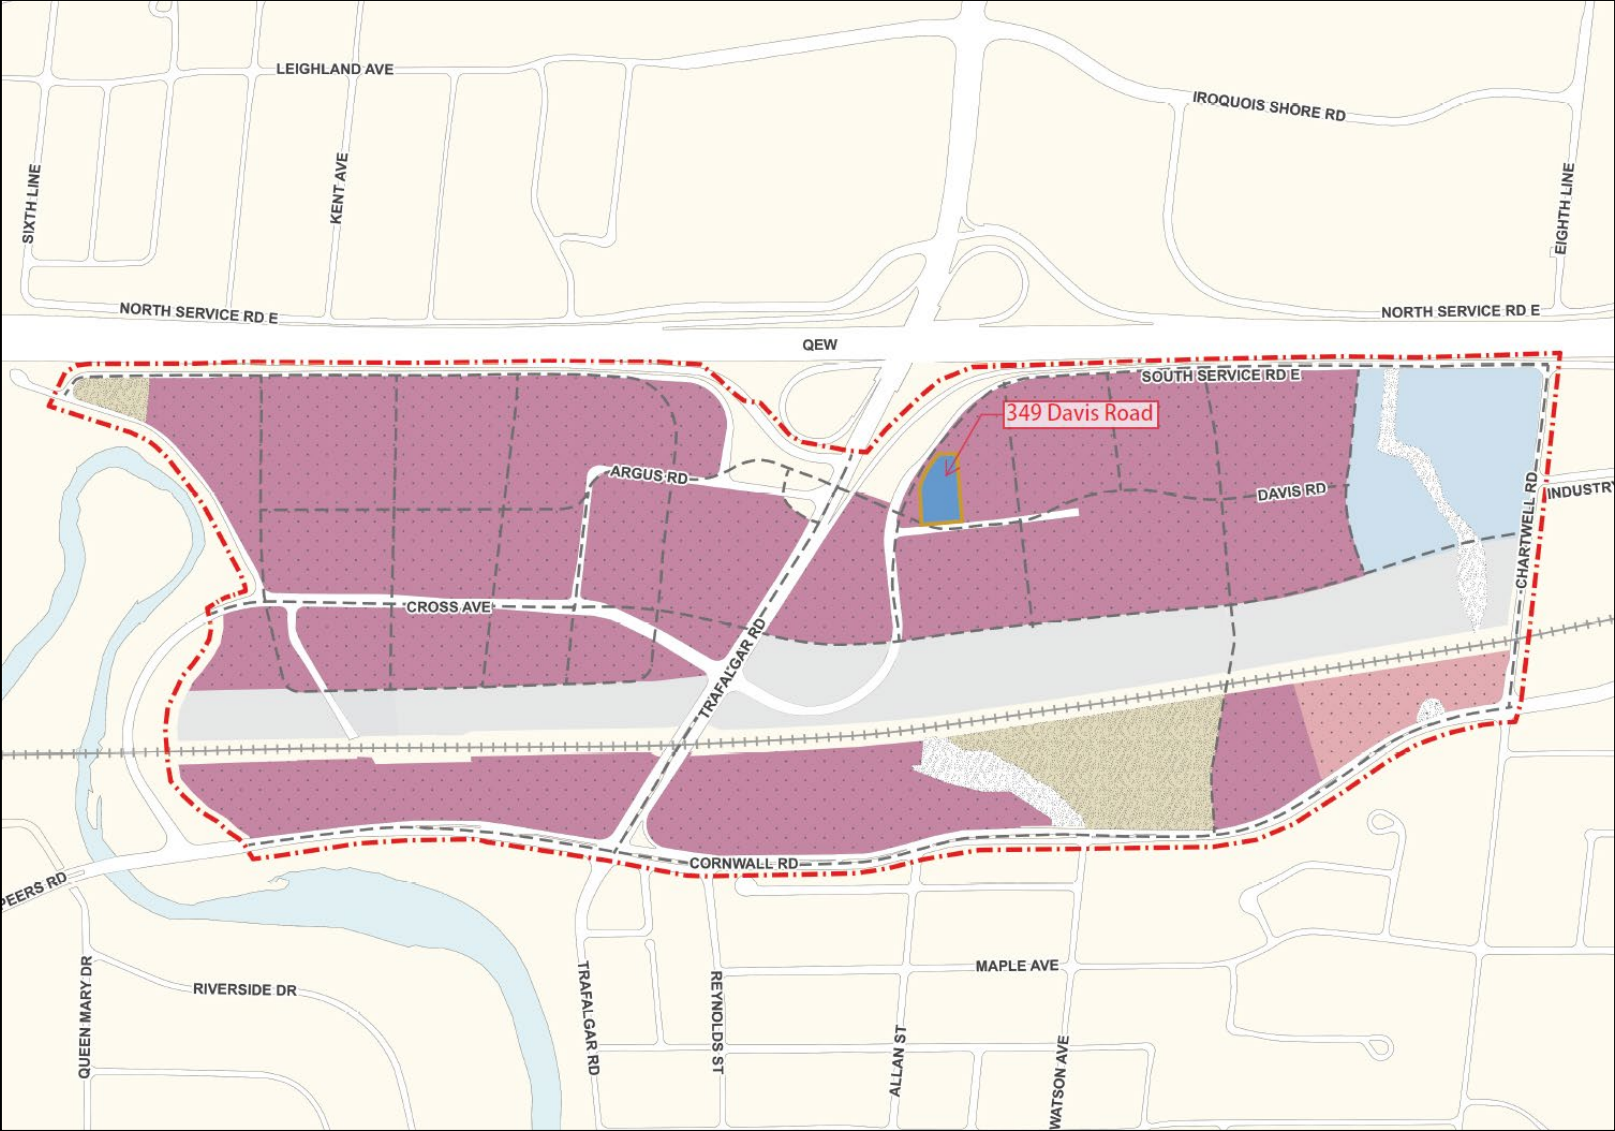 LEIGHLAND AVE
IROQUOIS SHORE RD
SIXTH LINE
KENT AVE
EIGHTH LINE
NORTH SERVICE RD E
NORTH SERVICE RD E
QEW
SOUTH SERVICE RD E
349 Davis Road
ARGUS RD
DAVIS RD
CHARTWELL RD
INDUSTRY
CROSS AVE
TRAFALGAR RD
CORNWALL RD
PEERS RD
MAPLE AVE
RIVERSIDE DR
QUEEN MARY DR
TRAFALGAR RD
REYNOLDS ST
ALLAN ST
WATSON AVE